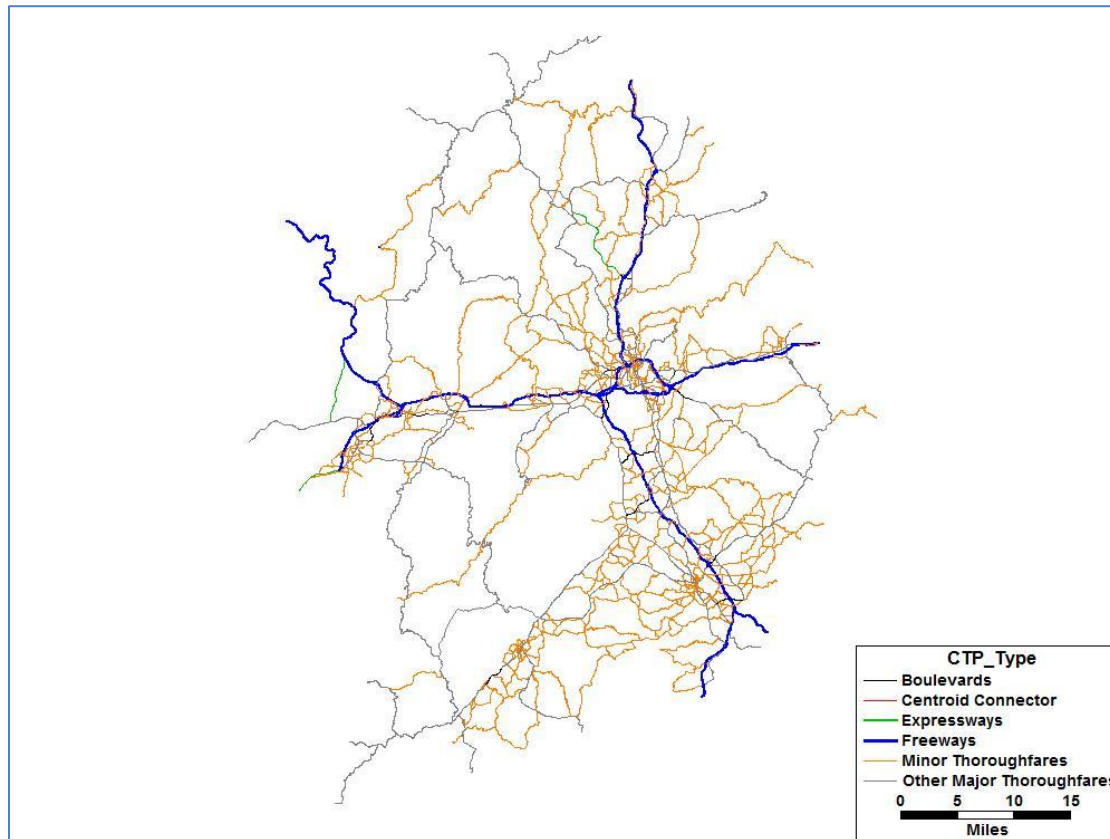 CTP_Type
Boulevards
Centroid Connector
Expressways
Freeways
Minor Thoroughfares
Other Major Thoroughfares
0 5 10 15
Miles